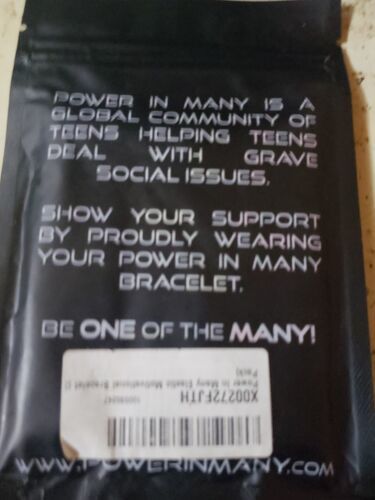 POWER IN MANY IS A
GLOBAL COMMUNITY OF
TEENS HELPING TEENS
DEAL WITH GRAVE
SOCIAL ISSUES.
SHOW YOUR SUPPORT
BY PROUDLY WEARING
YOUR POWER IN MANY
BRACELET.
BE ONE OF THE MANY!
X00272FJTH
Power in Many Elastic Motivational Bracelet
Pack)
WWW.POWERINMANY.COM